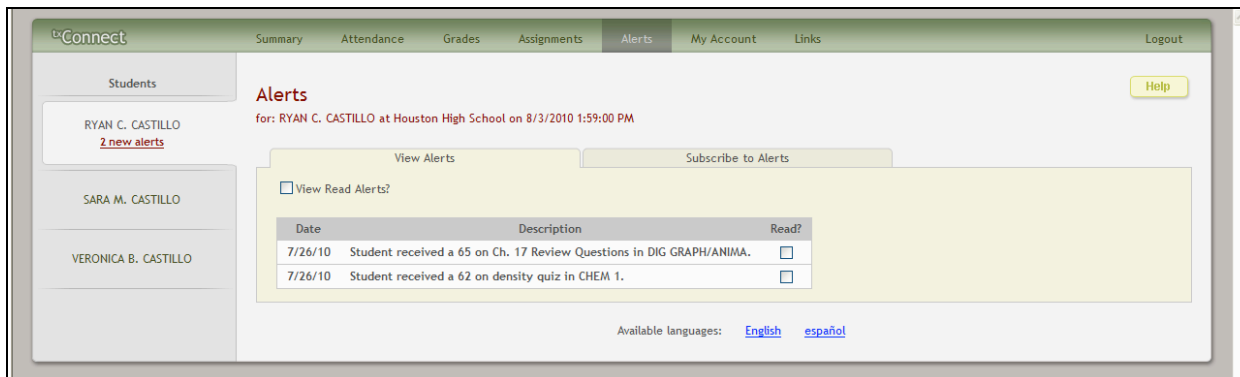 txConnect
Summary Attendance Grades Assignments Alerts My Account Links Logout
Students
RYAN C. CASTILLO
2 new alerts
SARA M. CASTILLO
VERONICA B. CASTILLO
Help
Alerts
for: RYAN C. CASTILLO at Houston High School on 8/3/2010 1:59:00 PM
View Alerts Subscribe to Alerts
View Read Alerts?
Date Description Read?
7/26/10 Student received a 65 on Ch. 17 Review Questions in DIG GRAPH/ANIMA.
7/26/10 Student received a 62 on density quiz in CHEM 1.
Available languages: English español